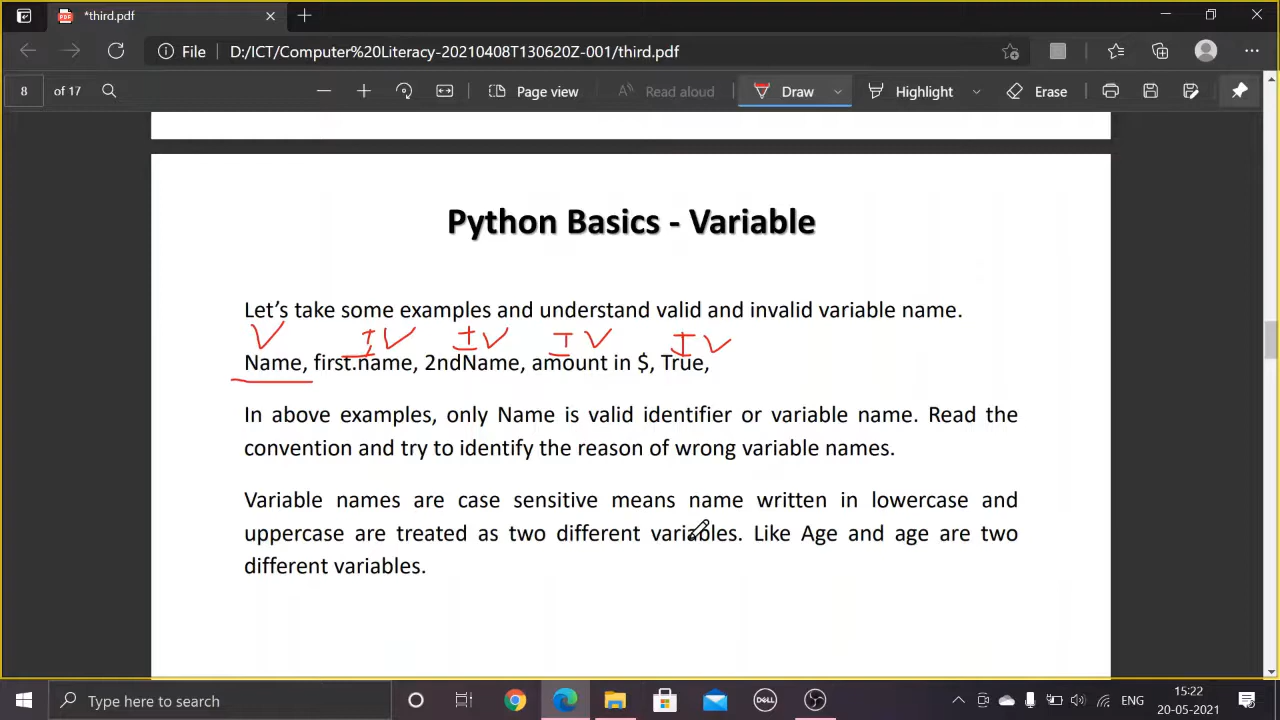 *third.pdf
File D:/ICT/Computer%20Literacy-20210408T130620Z-001/third.pdf
8 of 17 Page view Read aloud Draw Highlight Erase
Python Basics - Variable
Let's take some examples and understand valid and invalid variable name.
V IV IV IV IV
Name, first.name, 2ndName, amount in $, True,
In above examples, only Name is valid identifier or variable name. Read the
convention and try to identify the reason of wrong variable names.
Variable names are case sensitive means name written in lowercase and
uppercase are treated as two different variables. Like Age and age are two
different variables.
Type here to search
DELL
ENG
15:22
20-05-2021